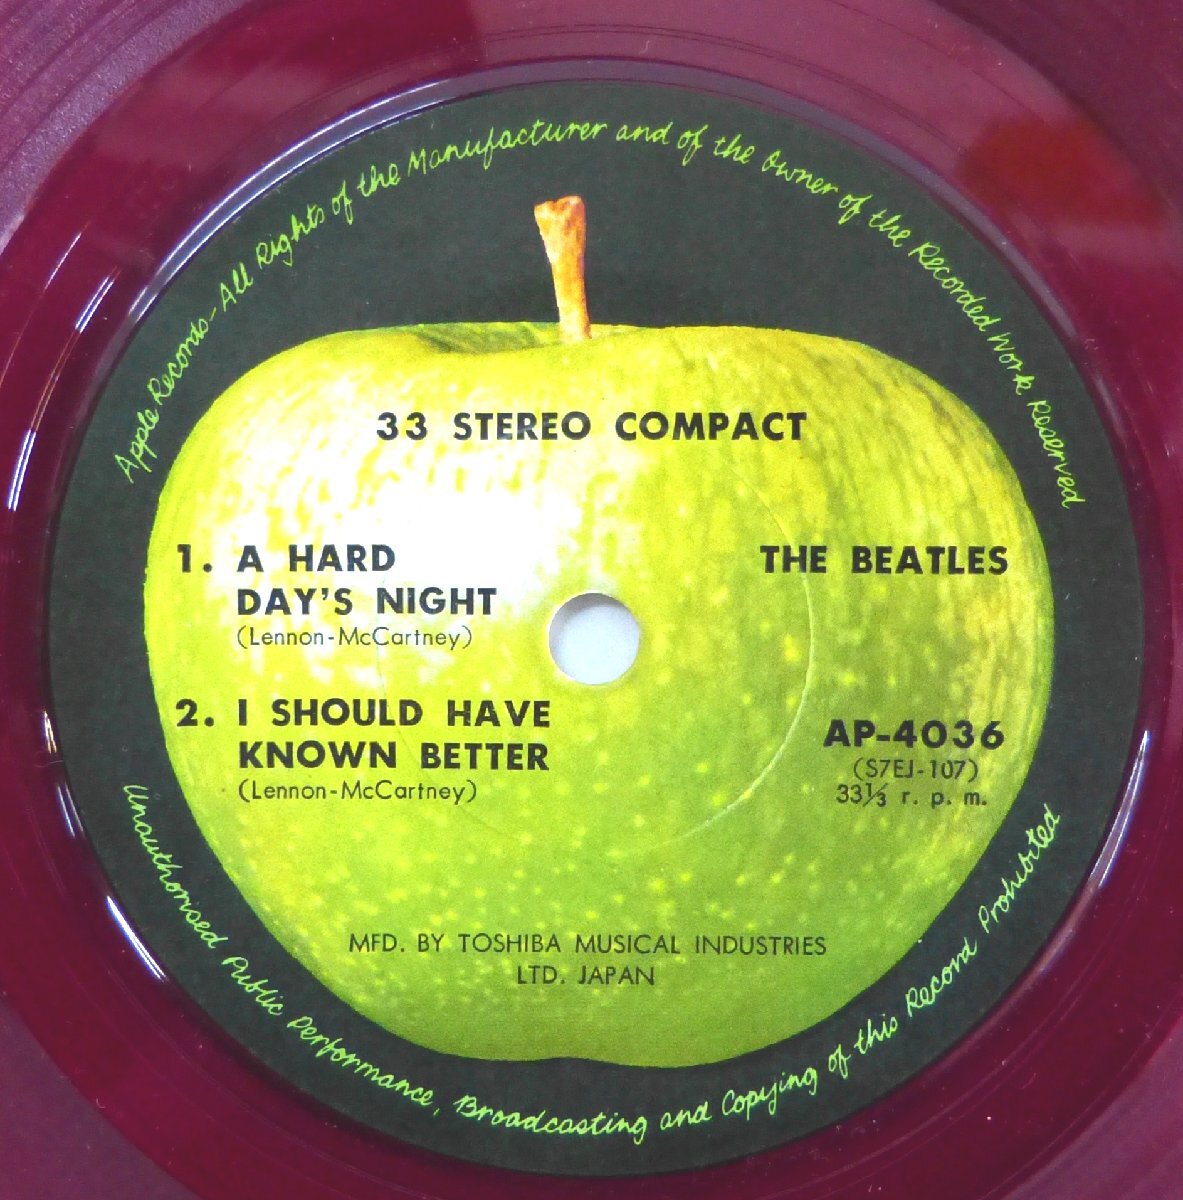 Apple Records-All Rights of the Manufacturer and of the Owner of the Recorded Work Reserved
33 STEREO COMPACT
1. A HARD
DAY'S NIGHT
(Lennon-McCartney)
THE BEATLES
2. I SHOULD HAVE
KNOWN BETTER
(Lennon-McCartney)
AP-4036
(S7EJ-107)
33⅓ r. p. m.
MFD. BY TOSHIBA MUSICAL INDUSTRIES
LTD. JAPAN
Unauthorised Public Performance, Broadcasting and Copying of this Record Prohibited